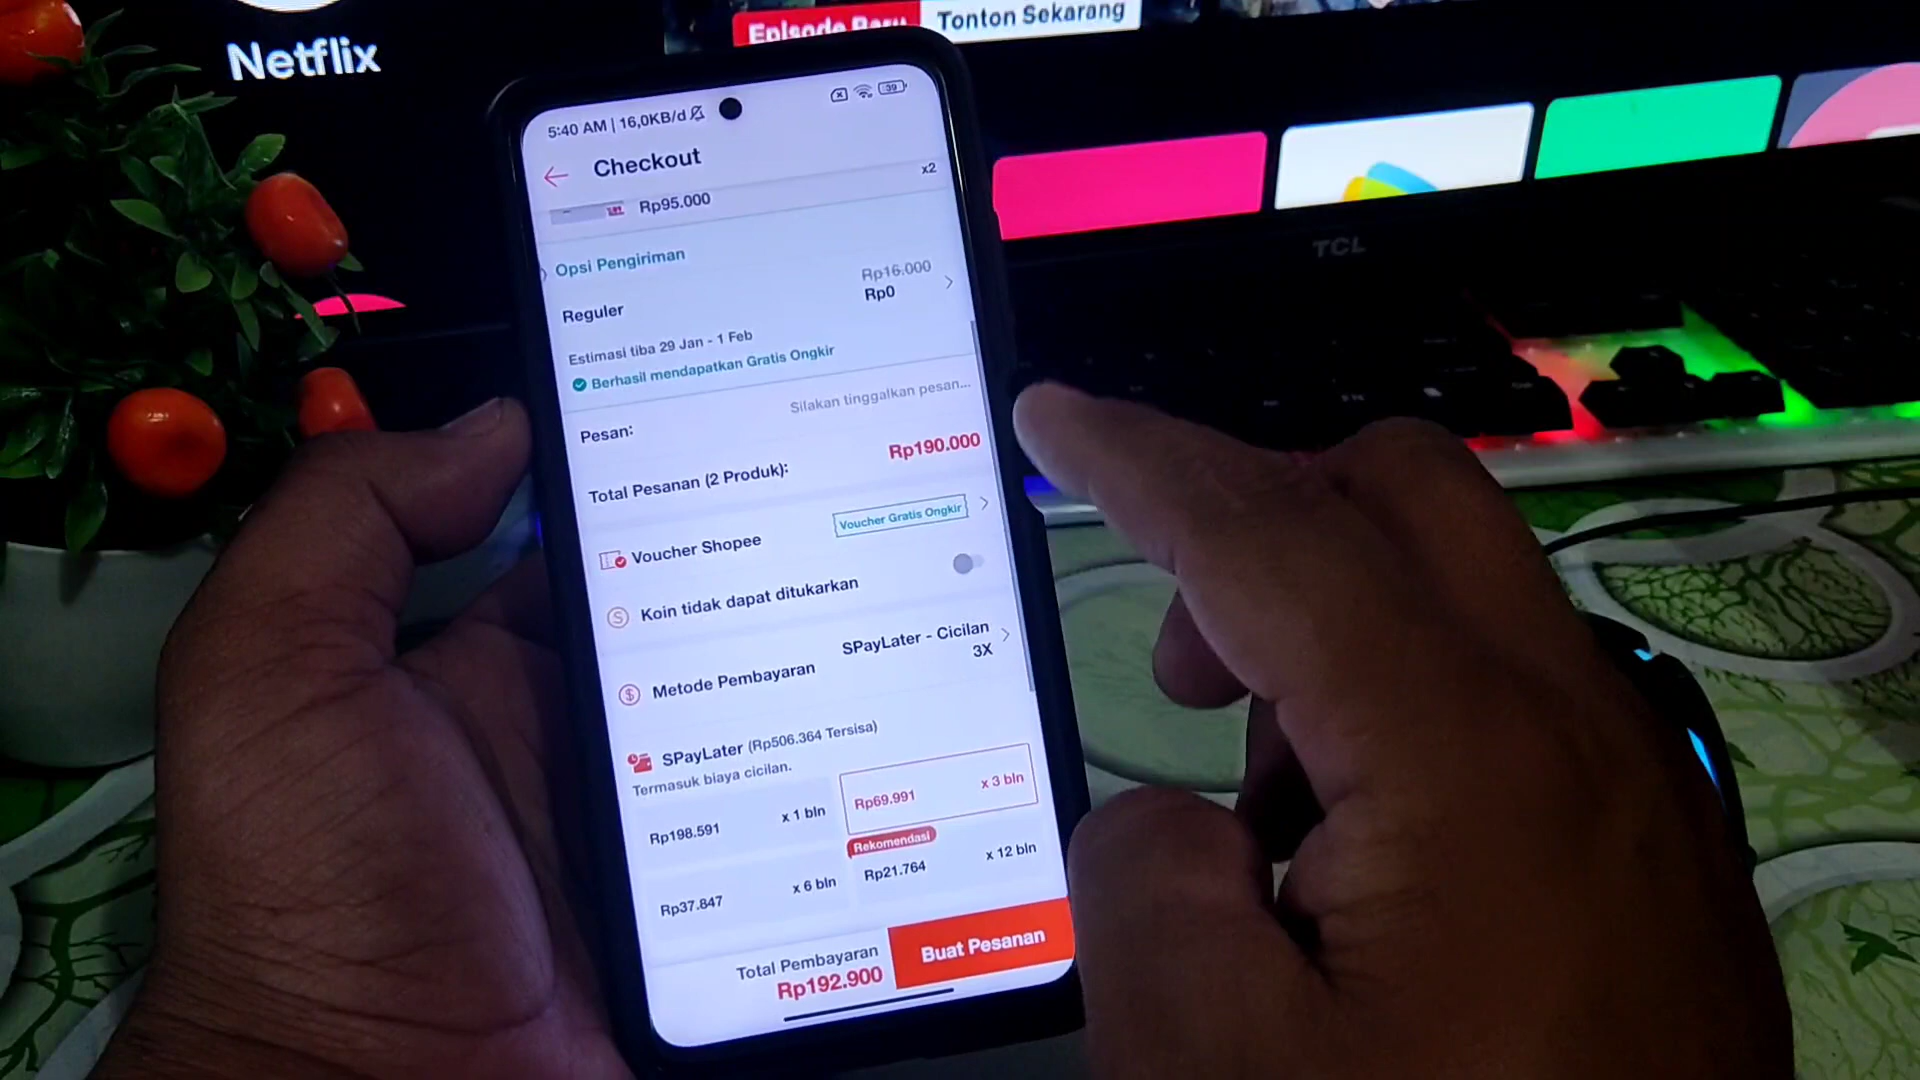 Netflix
Episode Baru
Tonton Sekarang
TCL
5:40 AM | 16,0KB/d
39
Checkout
x2
Rp95.000
Opsi Pengiriman
Reguler
Rp16.000
Rp0
Estimasi tiba 29 Jan - 1 Feb
Berhasil mendapatkan Gratis Ongkir
Pesan:
Silakan tinggalkan pesan...
Total Pesanan (2 Produk):
Rp190.000
Voucher Shopee
Voucher Gratis Ongkir
Koin tidak dapat ditukarkan
Metode Pembayaran
SPayLater - Cicilan
3X
SPayLater (Rp506.364 Tersisa)
Termasuk biaya cicilan.
Rp198.591 x 1 bln
Rp69.991 x 3 bln
Rekomendasi
Rp37.847 x 6 bln
Rp21.764 x 12 bln
Total Pembayaran
Rp192.900
Buat Pesanan